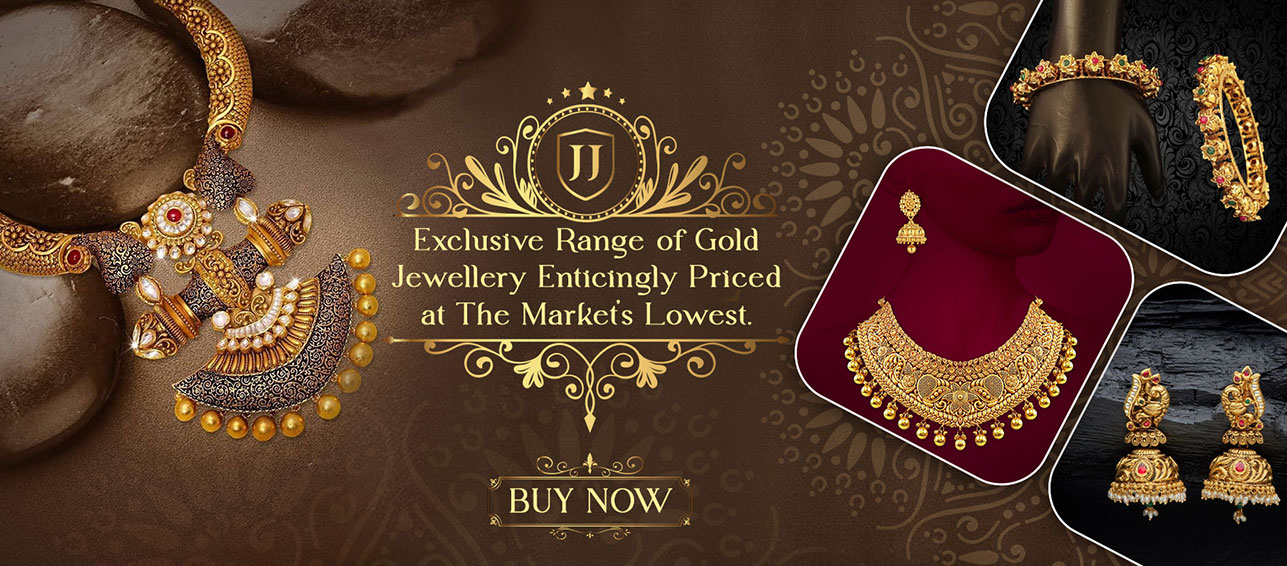 JJ
Exclusive Range of Gold
Jewellery Enticingly Priced
at The Market's Lowest.
BUY NOW